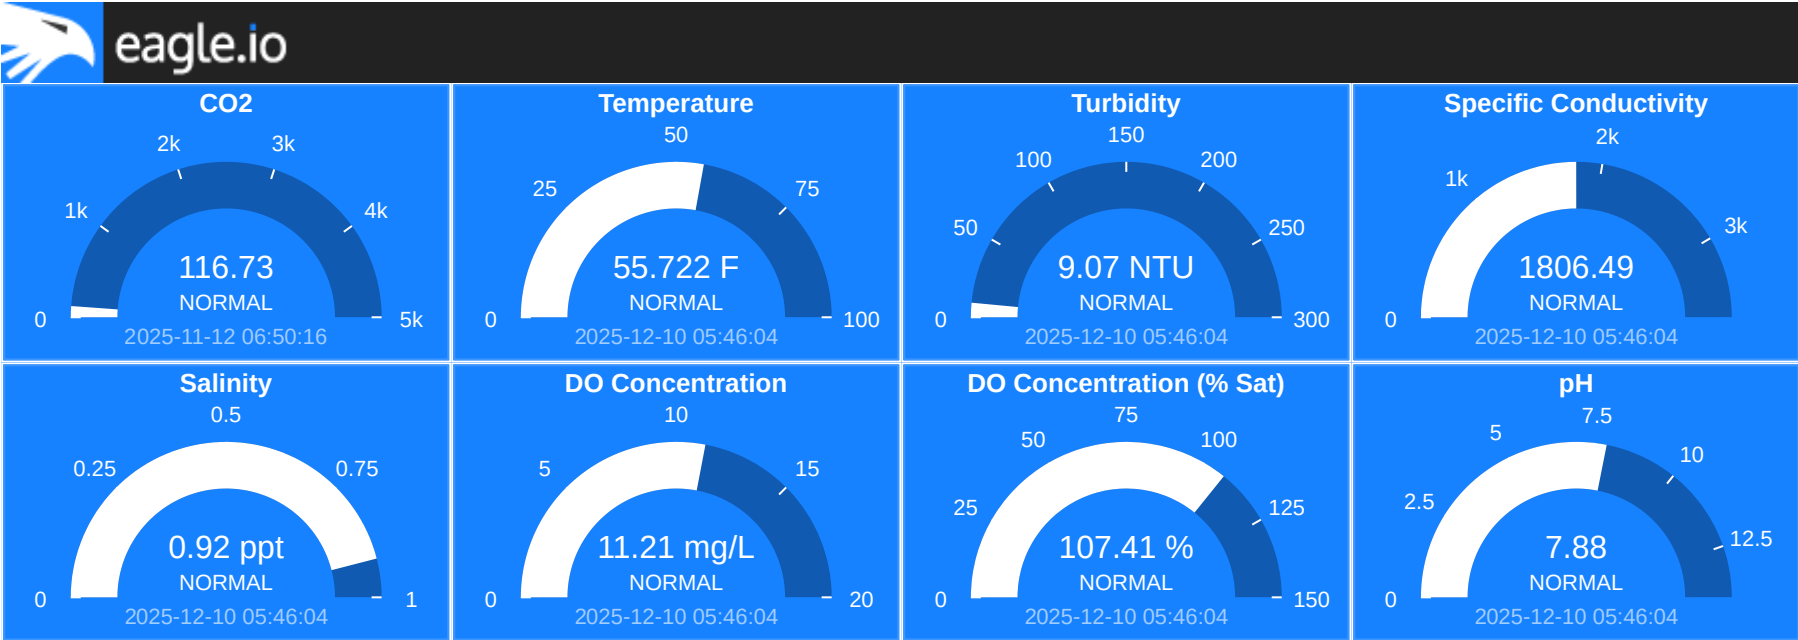 eagle.io
CO2
2k 3k
1k 4k
116.73
NORMAL
0 5k
2025-11-12 06:50:16
Temperature
50
25 75
55.722 F
NORMAL
0 100
2025-12-10 05:46:04
Turbidity
150
100 200
50 250
9.07 NTU
NORMAL
0 300
2025-12-10 05:46:04
Specific Conductivity
2k
1k
3k
1806.49
NORMAL
0
2025-12-10 05:46:04
Salinity
0.5
0.25 0.75
0.92 ppt
NORMAL
0 1
2025-12-10 05:46:04
DO Concentration
10
5 15
11.21 mg/L
NORMAL
0 20
2025-12-10 05:46:04
DO Concentration (% Sat)
75
50 100
25 125
107.41 %
NORMAL
0 150
2025-12-10 05:46:04
pH
7.5
5 10
2.5 12.5
7.88
NORMAL
0
2025-12-10 05:46:04